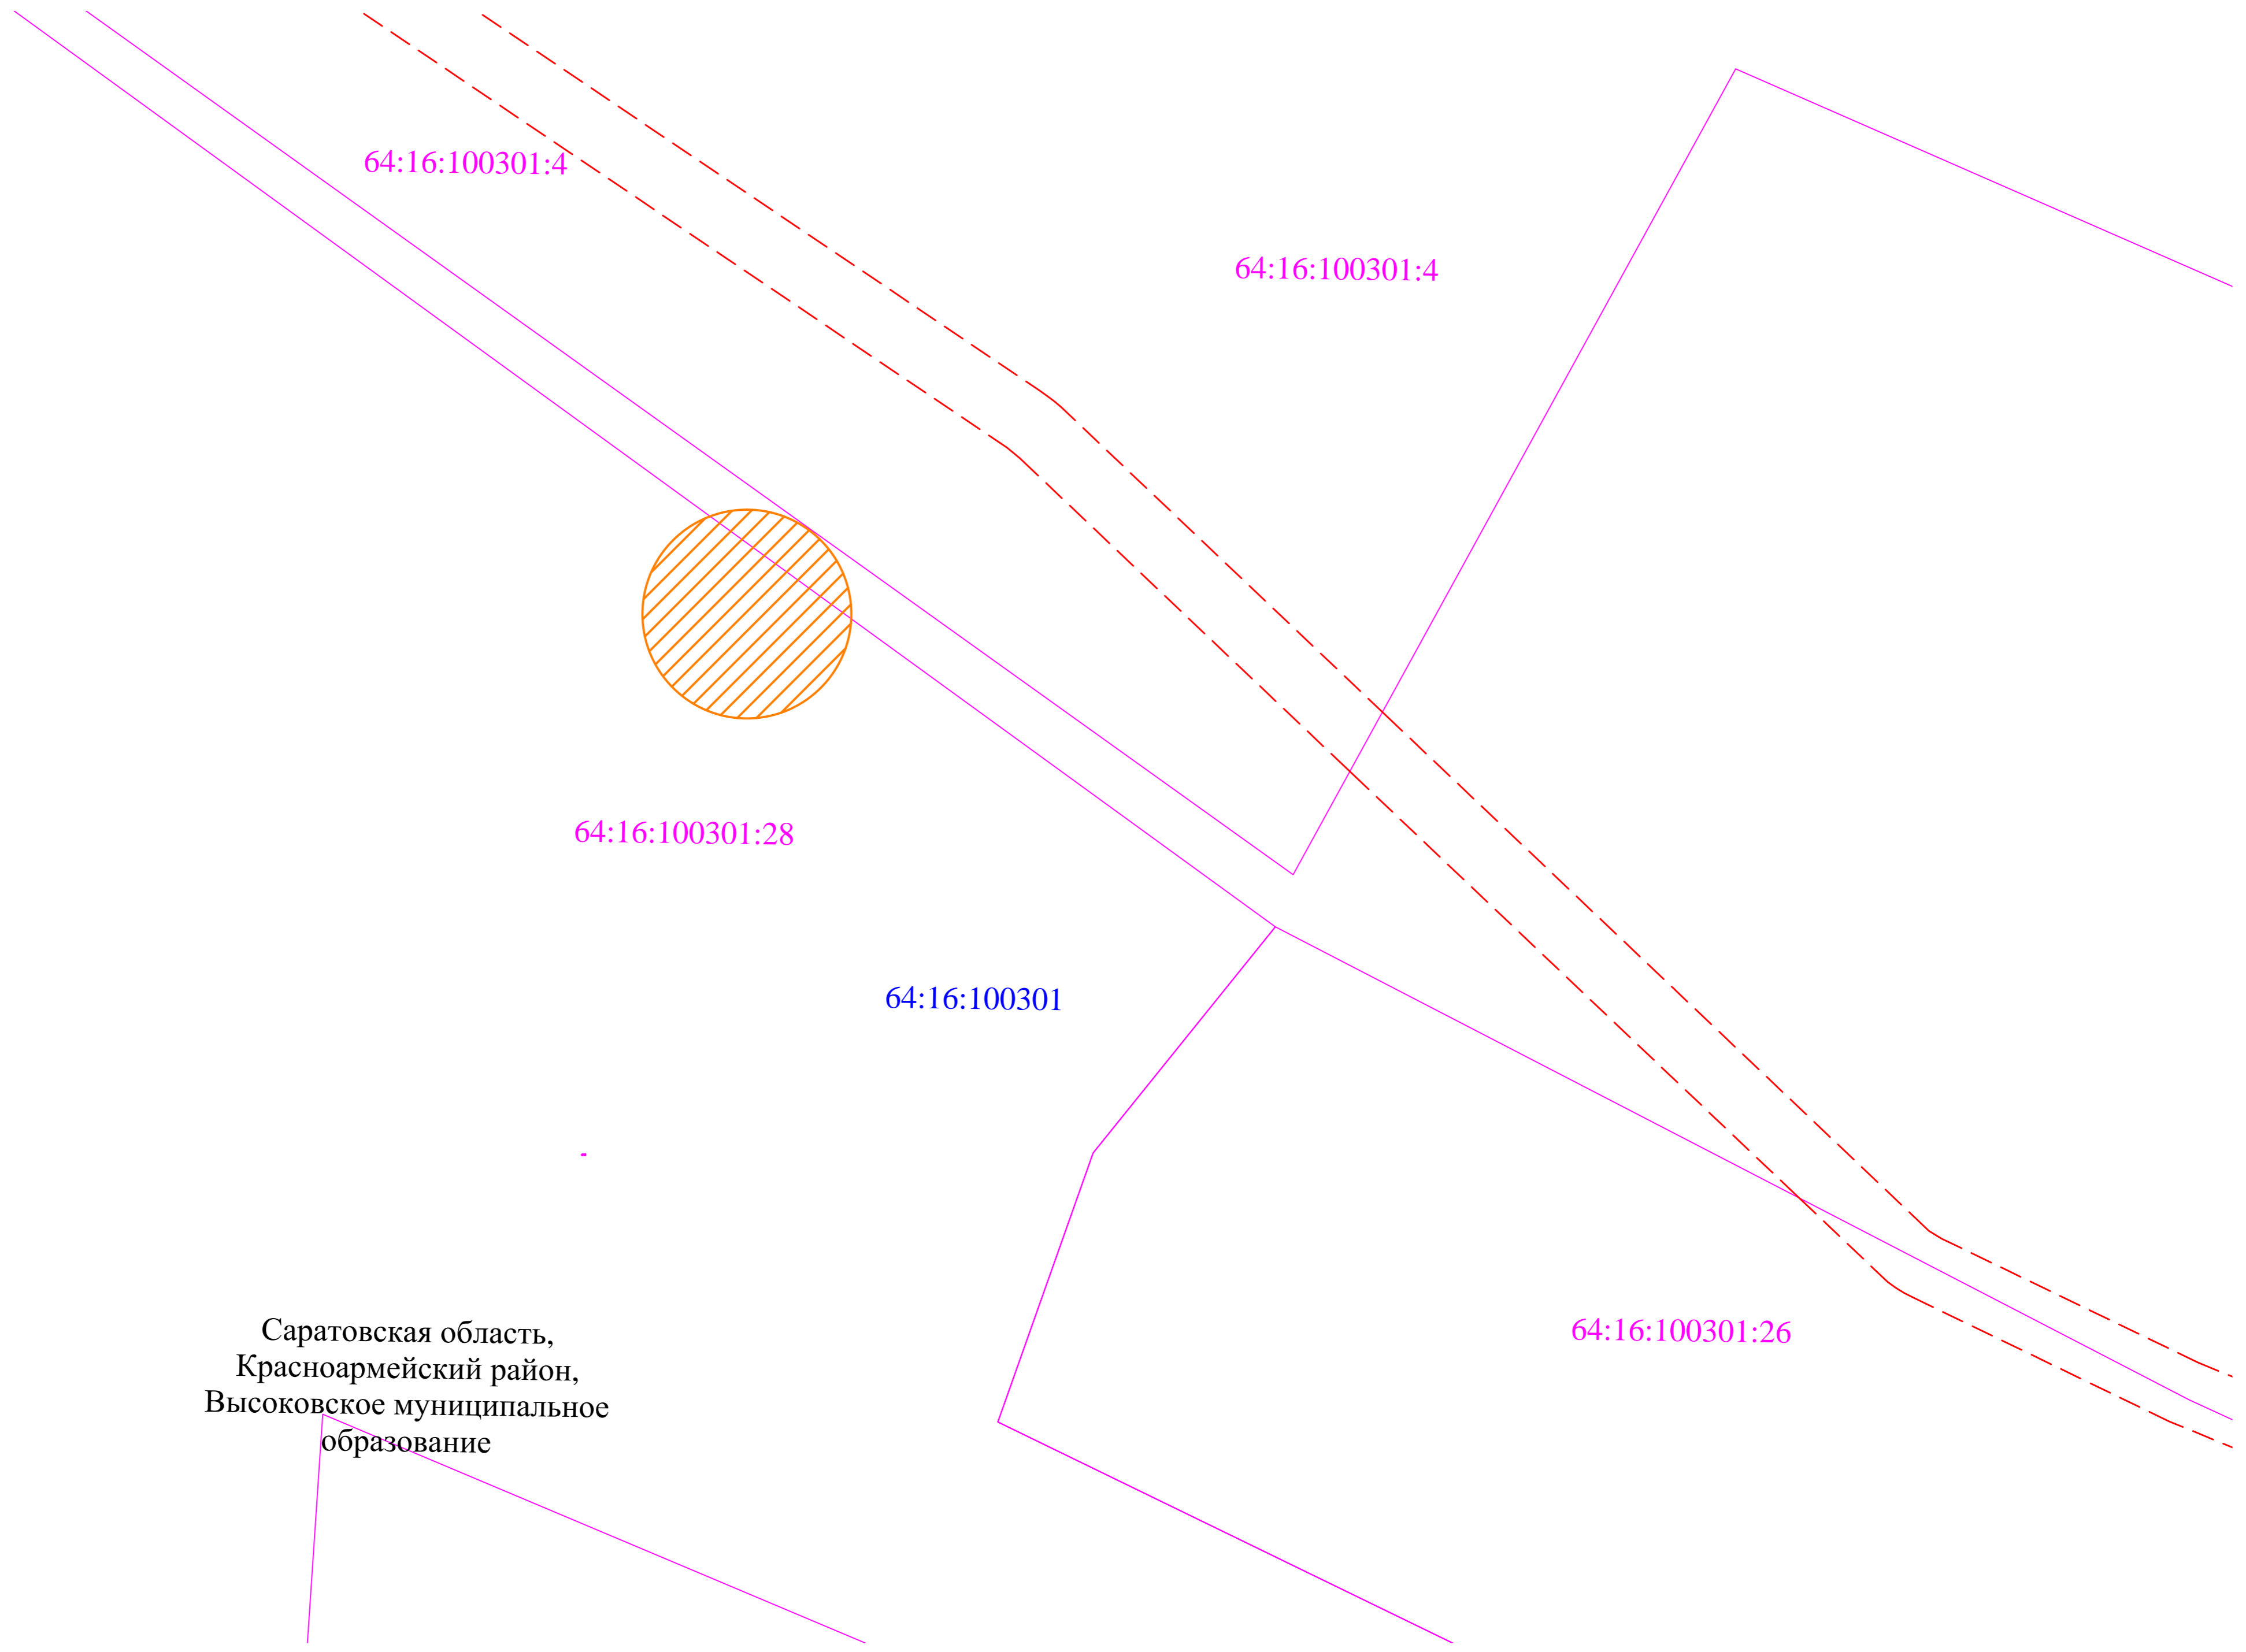 64:16:100301:4
64:16:100301:4
64:16:100301:28
64:16:100301
64:16:100301:26
Саратовская область,
Красноармейский район,
Высоковское муниципальное
образование